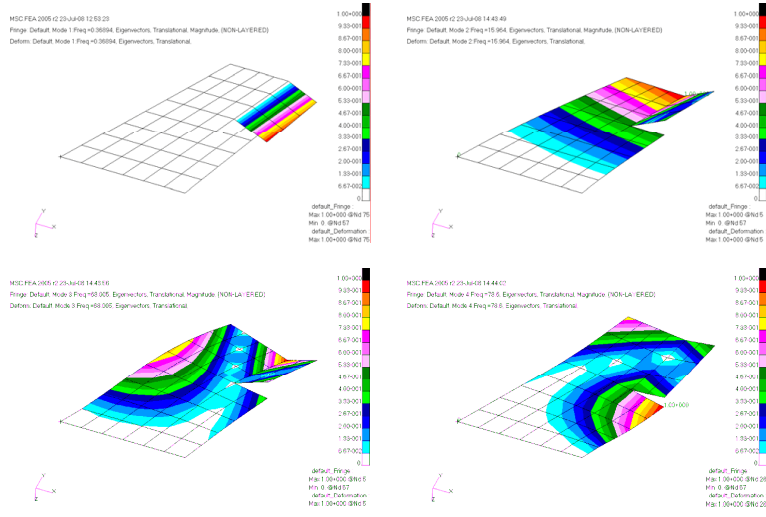 MSC.FEA 2005 r2 23-Jul-08 12:53:23
Fringe: Default, Mode 1:Freq.=0.36894, Eigenvectors, Translational, Magnitude, (NON-LAYERED)
Deform: Default, Mode 1:Freq.=0.36894, Eigenvectors, Translational,
1.00+000
9.33-001
8.67-001
8.00-001
7.33-001
6.67-001
6.00-001
5.33-001
4.67-001
4.00-001
3.33-001
2.67-001
2.00-001
1.33-001
6.67-002
0.
default_Fringe :
Max 1.00+000 @Nd 75
Min 0. @Nd 57
default_Deformation :
Max 1.00+000 @Nd 75
Y
X
Z
MSC.FEA 2005 r2 23-Jul-08 14:43:49
Fringe: Default, Mode 2:Freq.=15.964, Eigenvectors, Translational, Magnitude, (NON-LAYERED)
Deform: Default, Mode 2:Freq.=15.964, Eigenvectors, Translational,
1.00+000
9.33-001
8.67-001
8.00-001
7.33-001
6.67-001
6.00-001
5.33-001
4.67-001
4.00-001
3.33-001
2.67-001
2.00-001
1.33-001
6.67-002
0.
default_Fringe :
Max 1.00+000 @Nd 5
Min 0. @Nd 57
default_Deformation :
Max 1.00+000 @Nd 5
Y
X
Z
MSC.FEA 2005 r2 23-Jul-08 14:43:56
Fringe: Default, Mode 3:Freq.=68.005, Eigenvectors, Translational, Magnitude, (NON-LAYERED)
Deform: Default, Mode 3:Freq.=68.005, Eigenvectors, Translational,
1.00+000
9.33-001
8.67-001
8.00-001
7.33-001
6.67-001
6.00-001
5.33-001
4.67-001
4.00-001
3.33-001
2.67-001
2.00-001
1.33-001
6.67-002
0.
default_Fringe :
Max 1.00+000 @Nd 5
Min 0. @Nd 57
default_Deformation :
Max 1.00+000 @Nd 5
Y
X
Z
MSC.FEA 2005 r2 23-Jul-08 14:44:02
Fringe: Default, Mode 4:Freq.=78.6, Eigenvectors, Translational, Magnitude, (NON-LAYERED)
Deform: Default, Mode 4:Freq.=78.6, Eigenvectors, Translational,
1.00+000
1.00+000
9.33-001
8.67-001
8.00-001
7.33-001
6.67-001
6.00-001
5.33-001
4.67-001
4.00-001
3.33-001
2.67-001
2.00-001
1.33-001
6.67-002
0.
default_Fringe :
Max 1.00+000 @Nd 28
Min 0. @Nd 57
default_Deformation :
Max 1.00+000 @Nd 28
Y
X
Z